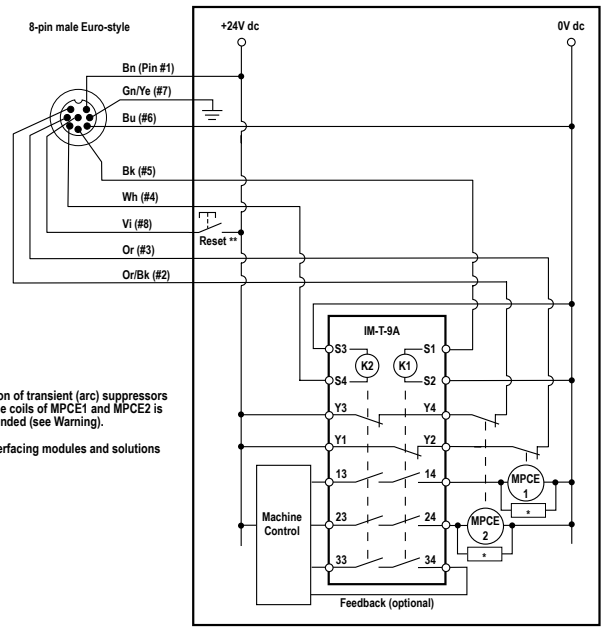 8-pin male Euro-style
+24V dc
0V dc
Bn (Pin #1)
Gn/Ye (#7)
Bu (#6)
Bk (#5)
Wh (#4)
Vi (#8)
Reset **
Or (#3)
Or/Bk (#2)
IM-T-9A
S3
K2
K1
S1
S4
S2
Y3
Y4
Y1
Y2
13
14
MPCE
1
*
Machine
Control
23
24
MPCE
2
*
33
34
Feedback (optional)
on of transient (arc) suppressors
e coils of MPCE1 and MPCE2 is
nded (see Warning).
erfacing modules and solutions